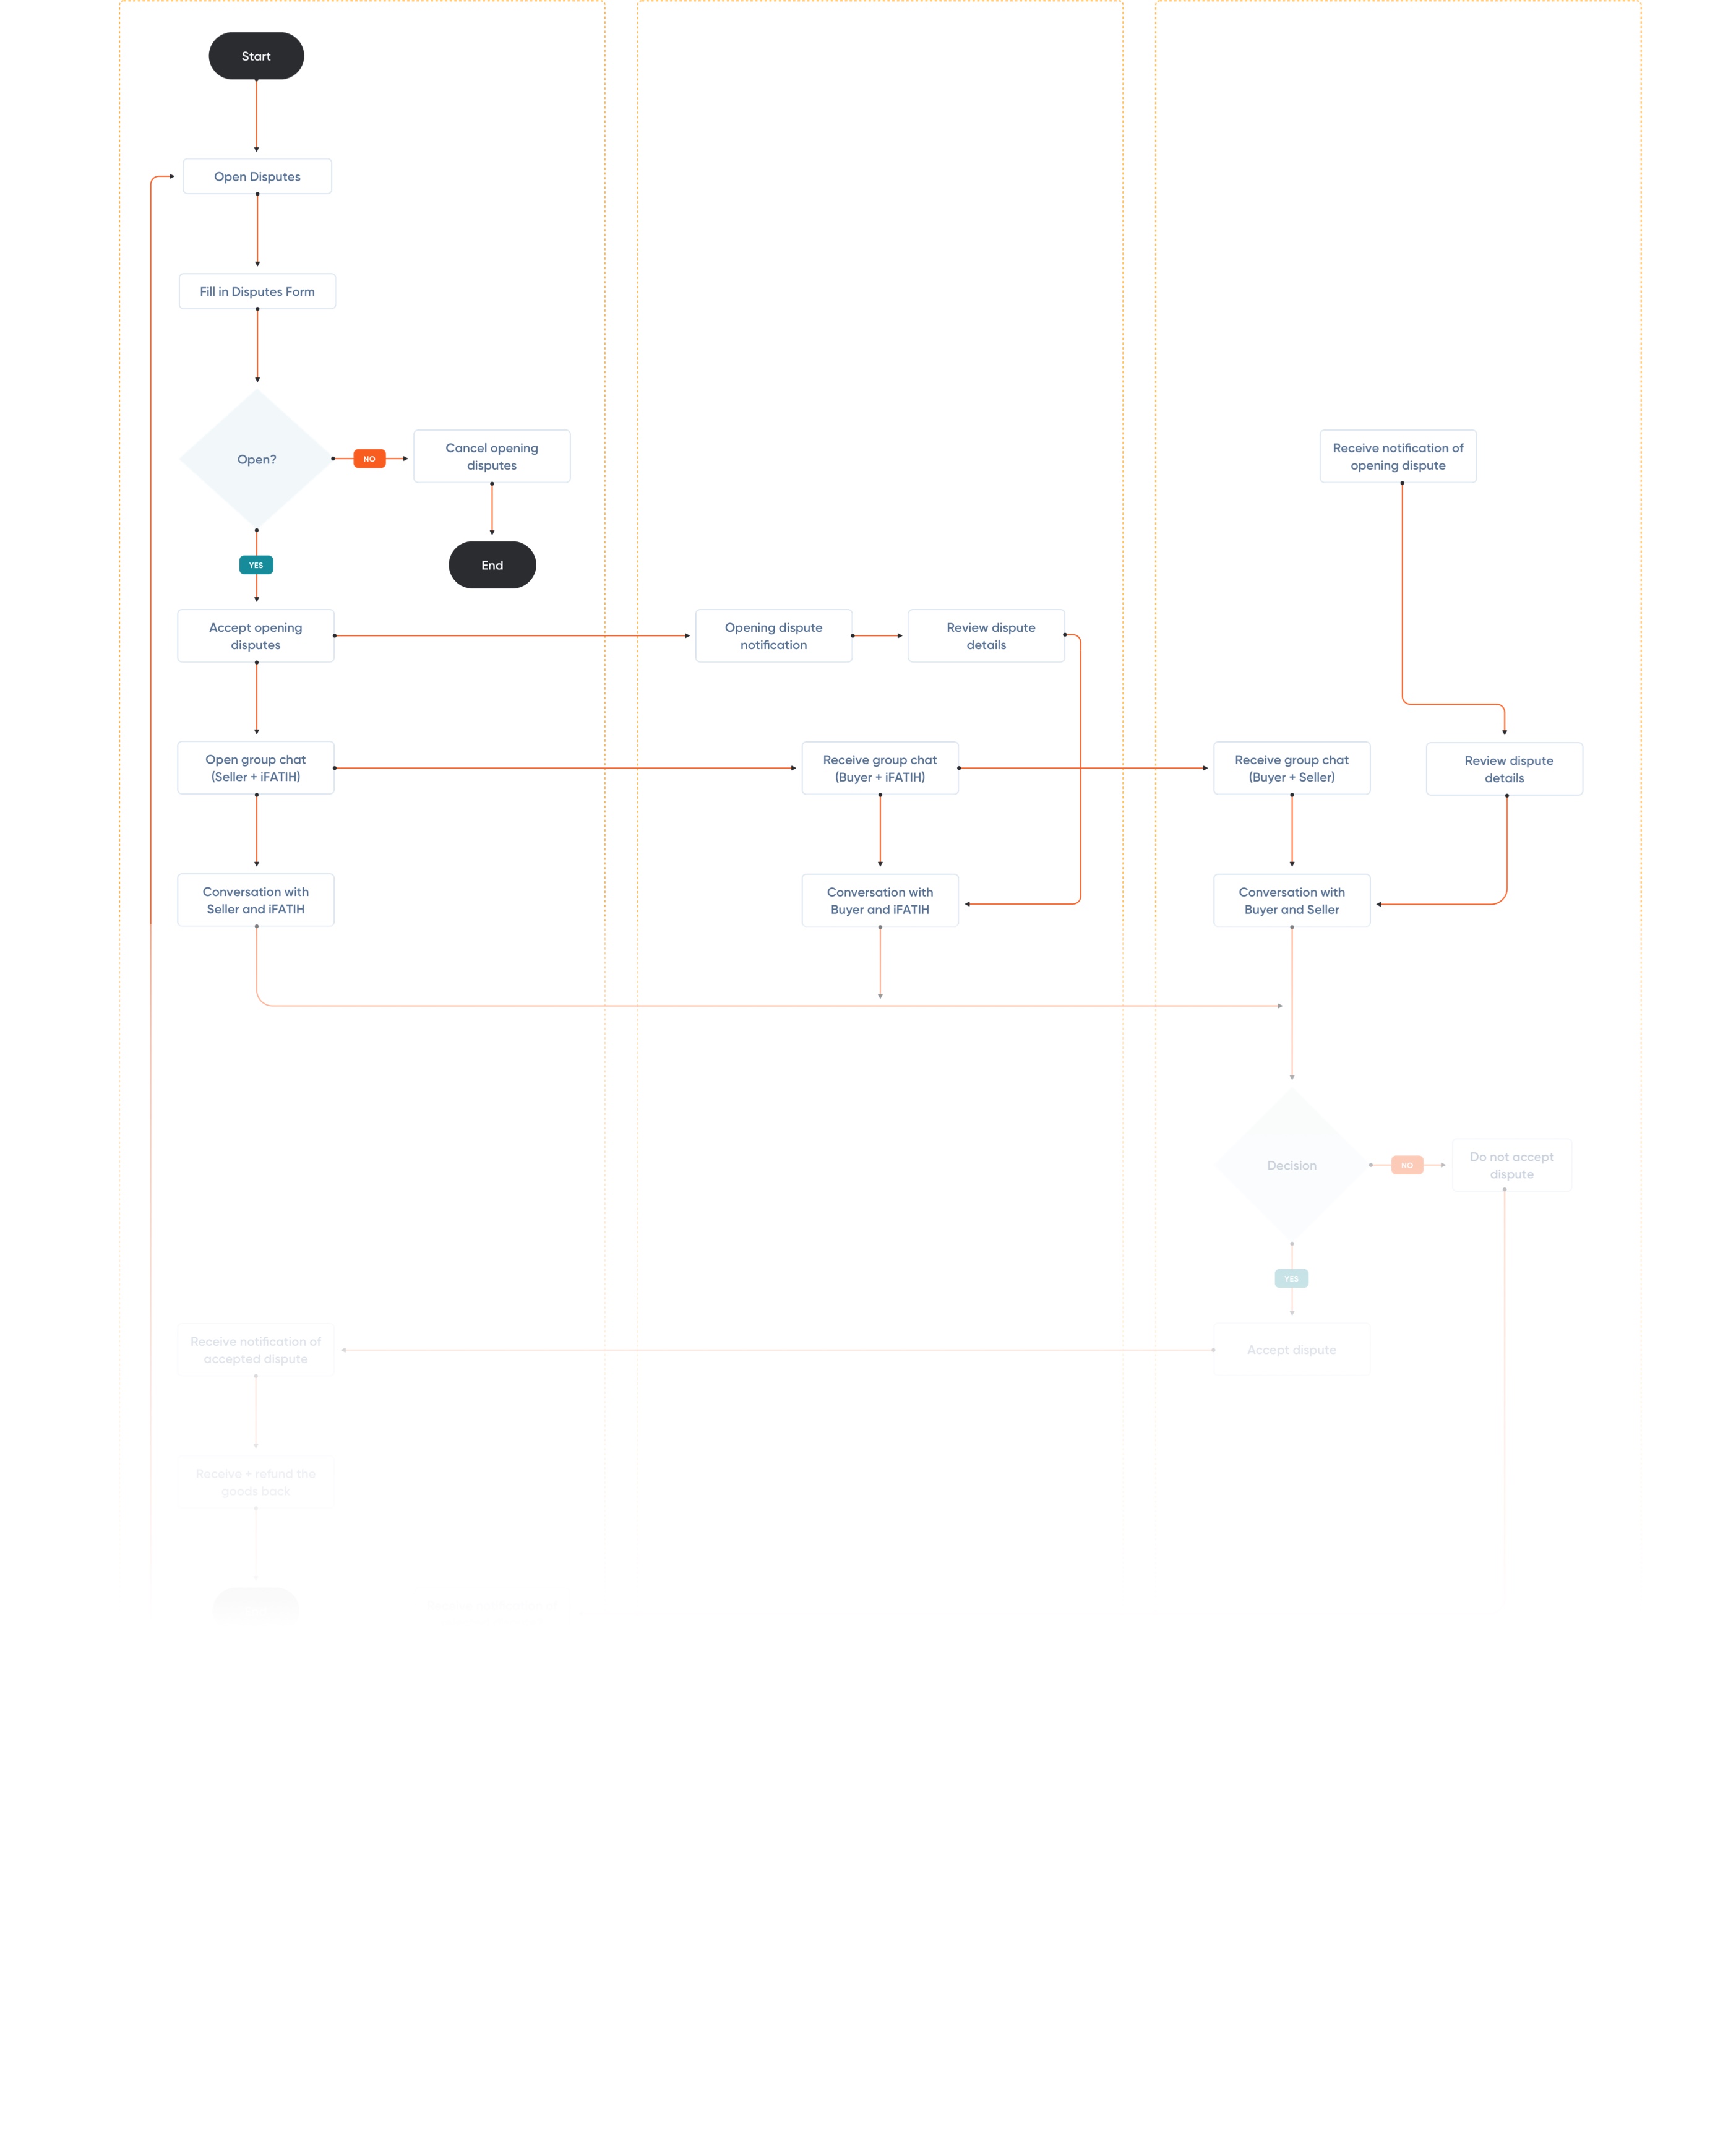 Start
Open Disputes
Fill in Disputes Form
Open?
NO
Cancel opening
disputes
Receive notification of
opening dispute
YES
End
Accept opening
disputes
Opening dispute
notification
Review dispute
details
Open group chat
(Seller + iFATIH)
Receive group chat
(Buyer + iFATIH)
Receive group chat
(Buyer + Seller)
Review dispute
details
Conversation with
Seller and iFATIH
Conversation with
Buyer and iFATIH
Conversation with
Buyer and Seller
Decision
NO
Do not accept
dispute
YES
Receive notification of
accepted dispute
Accept dispute
Receive + refund the
goods back